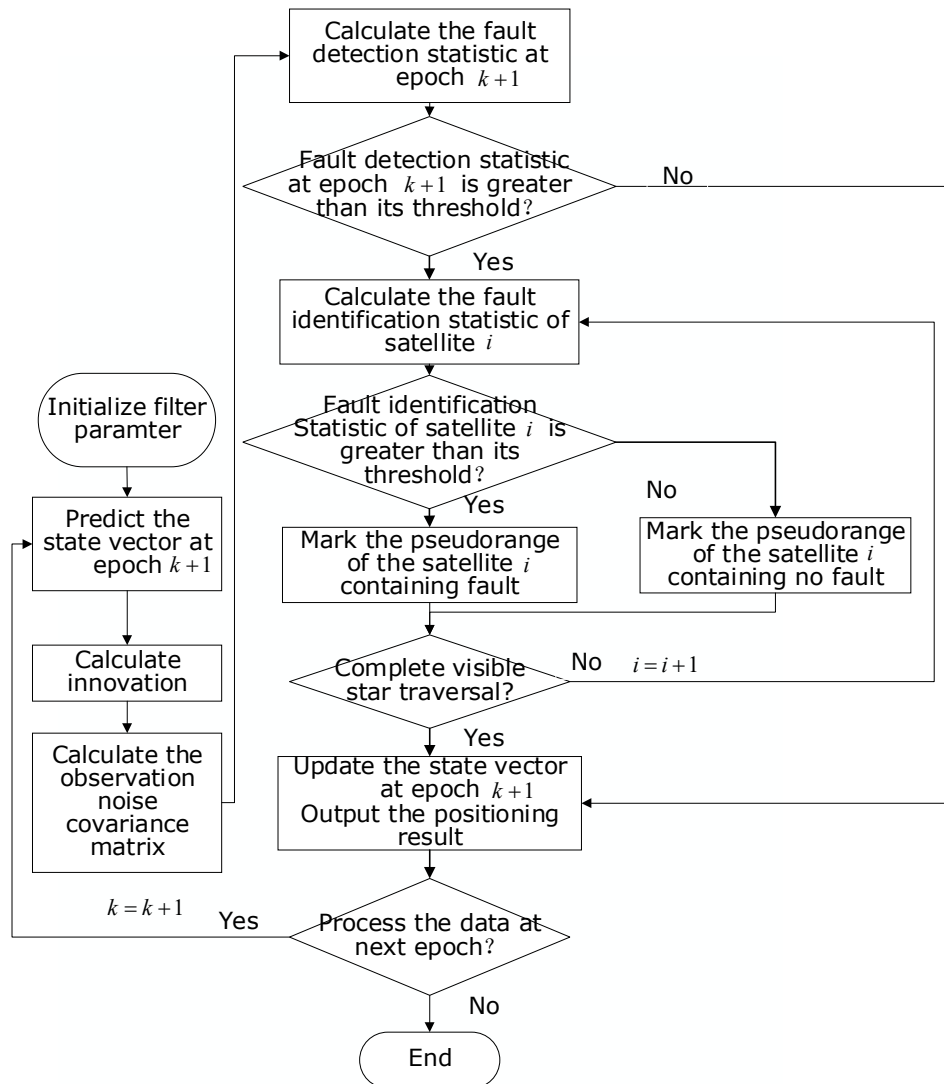 Calculate the fault
detection statistic at
epoch k+1
Fault detection statistic
at epoch k+1 is greater
than its threshold?
No
Yes
Calculate the fault
identification statistic of
satellite i
Fault identification
Statistic of satellite i is
greater than its
threshold?
No
Yes
Mark the pseudorange
of the satellite i
containing fault
Mark the pseudorange
of the satellite i
containing no fault
Complete visible
star traversal?
No
i=i+1
Yes
Initialize filter
paramter
Predict the
state vector at
epoch k+1
Calculate
innovation
Calculate the
observation
noise
covariance
matrix
Update the state vector
at epoch k+1
Output the positioning
result
k=k+1
Yes
Process the data at
next epoch?
No
End